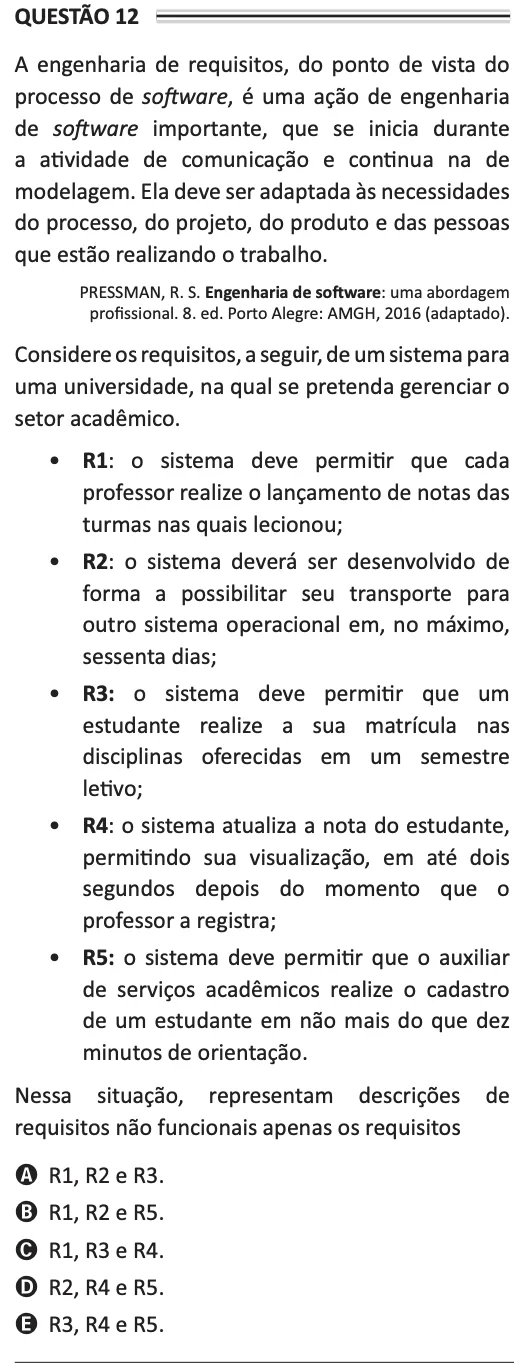 QUESTÃO 12
A engenharia de requisitos, do ponto de vista do
processo de software, é uma ação de engenharia
de software importante, que se inicia durante
a atividade de comunicação e continua na de
modelagem. Ela deve ser adaptada às necessidades
do processo, do projeto, do produto e das pessoas
que estão realizando o trabalho.
PRESSMAN, R. S. Engenharia de software: uma abordagem
profissional. 8. ed. Porto Alegre: AMGH, 2016 (adaptado).
Considere os requisitos, a seguir, de um sistema para
uma universidade, na qual se pretenda gerenciar o
setor acadêmico.
• R1: o sistema deve permitir que cada
professor realize o lançamento de notas das
turmas nas quais lecionou;
• R2: o sistema deverá ser desenvolvido de
forma a possibilitar seu transporte para
outro sistema operacional em, no máximo,
sessenta dias;
• R3: o sistema deve permitir que um
estudante realize a sua matrícula nas
disciplinas oferecidas em um semestre
letivo;
• R4: o sistema atualiza a nota do estudante,
permitindo sua visualização, em até dois
segundos depois do momento que o
professor a registra;
• R5: o sistema deve permitir que o auxiliar
de serviços acadêmicos realize o cadastro
de um estudante em não mais do que dez
minutos de orientação.
Nessa situação, representam descrições de
requisitos não funcionais apenas os requisitos
A R1, R2 e R3.
B R1, R2 e R5.
C R1, R3 e R4.
D R2, R4 e R5.
E R3, R4 e R5.